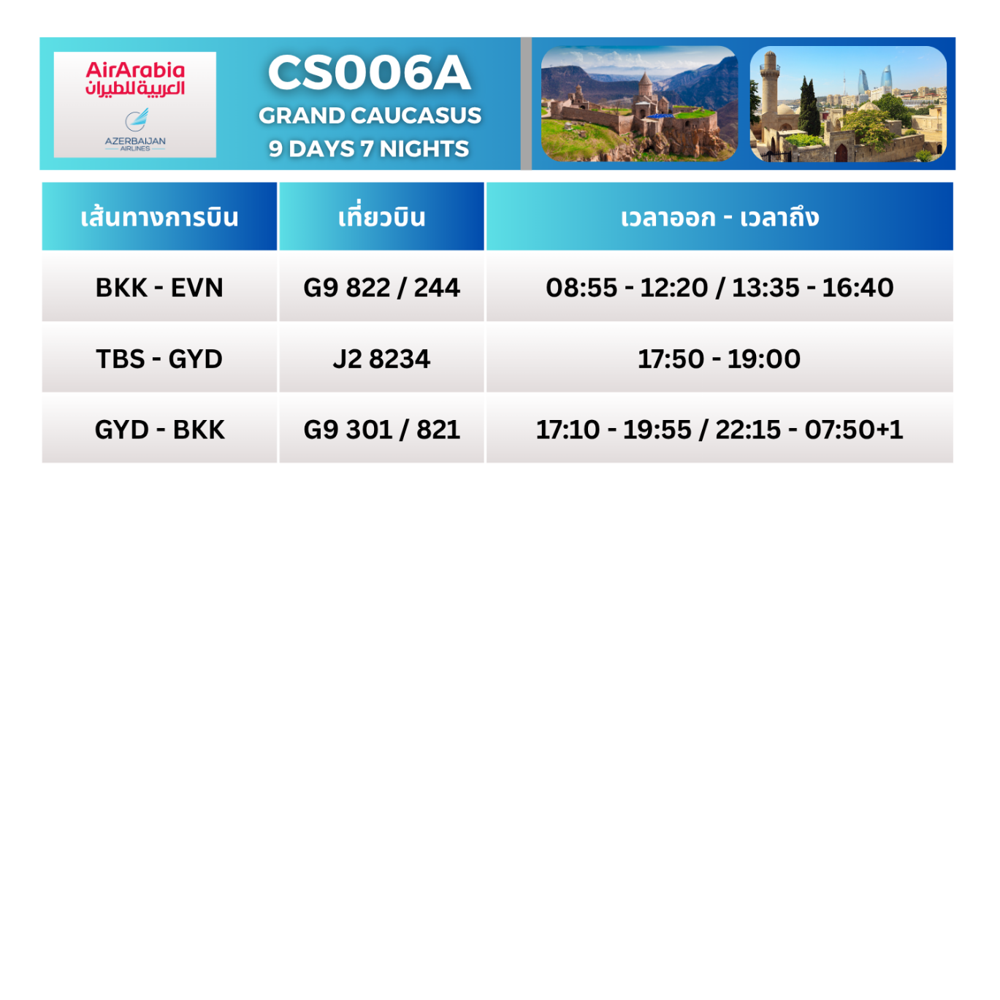 AirArabia
العربية للطيران
AZERBAIJAN
AIRLINES
CS006A
GRAND CAUCASUS
9 DAYS 7 NIGHTS
เส้นทางการบิน เที่ยวบิน เวลาออก - เวลาถึง
BKK - EVN G9 822 / 244 08:55 - 12:20 / 13:35 - 16:40
TBS - GYD J2 8234 17:50 - 19:00
GYD - BKK G9 301 / 821 17:10 - 19:55 / 22:15 - 07:50+1